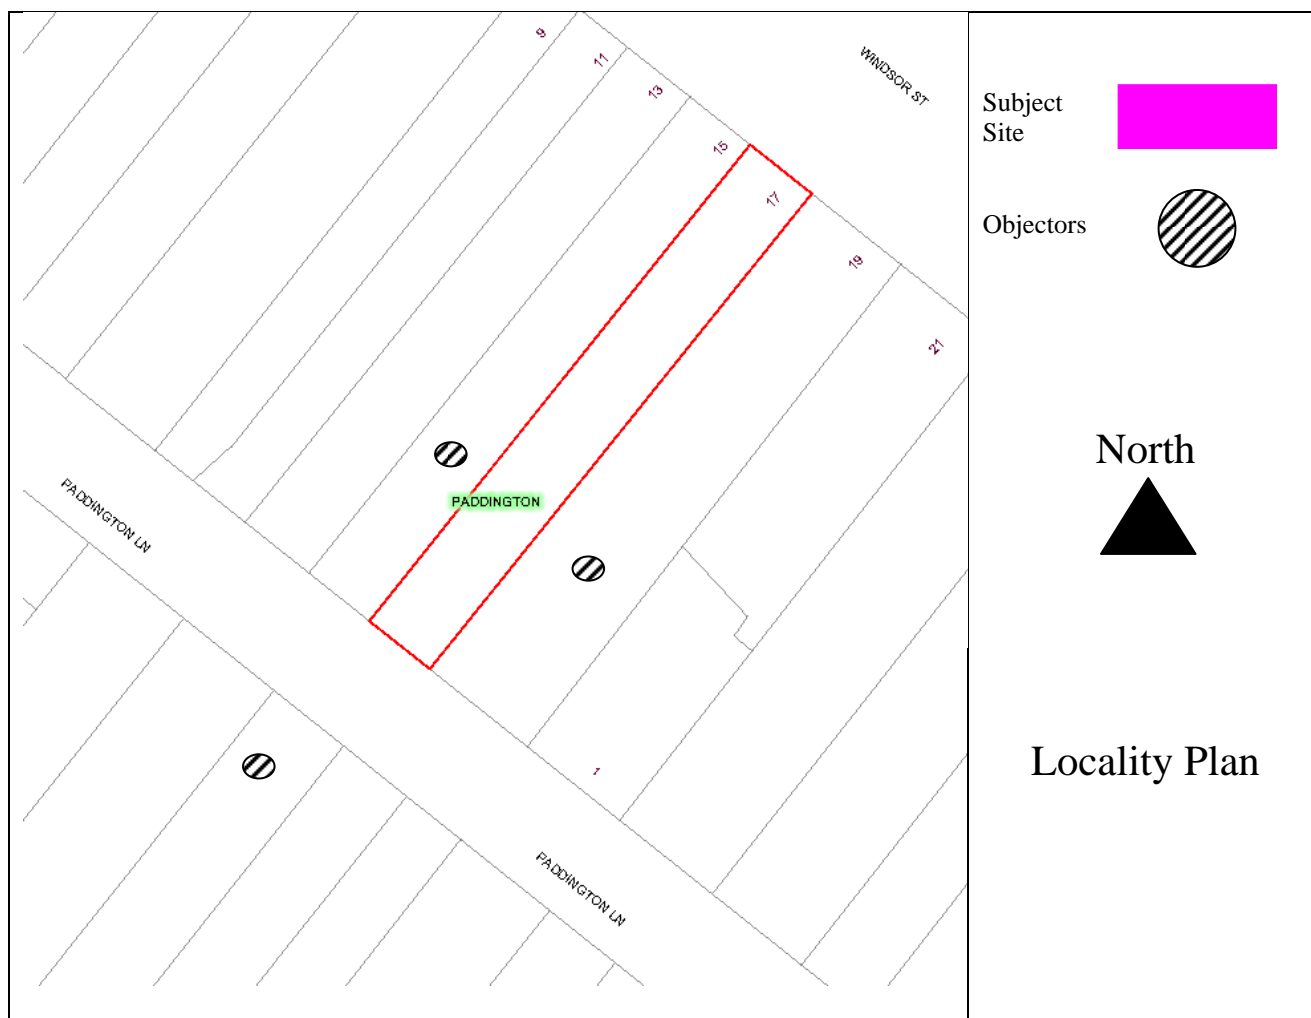 9
11
13
15
17
19
21
WINDSOR ST
PADDINGTON
PADDINGTON LN
1
PADDINGTON LN
Subject
Site
Objectors
North
Locality Plan